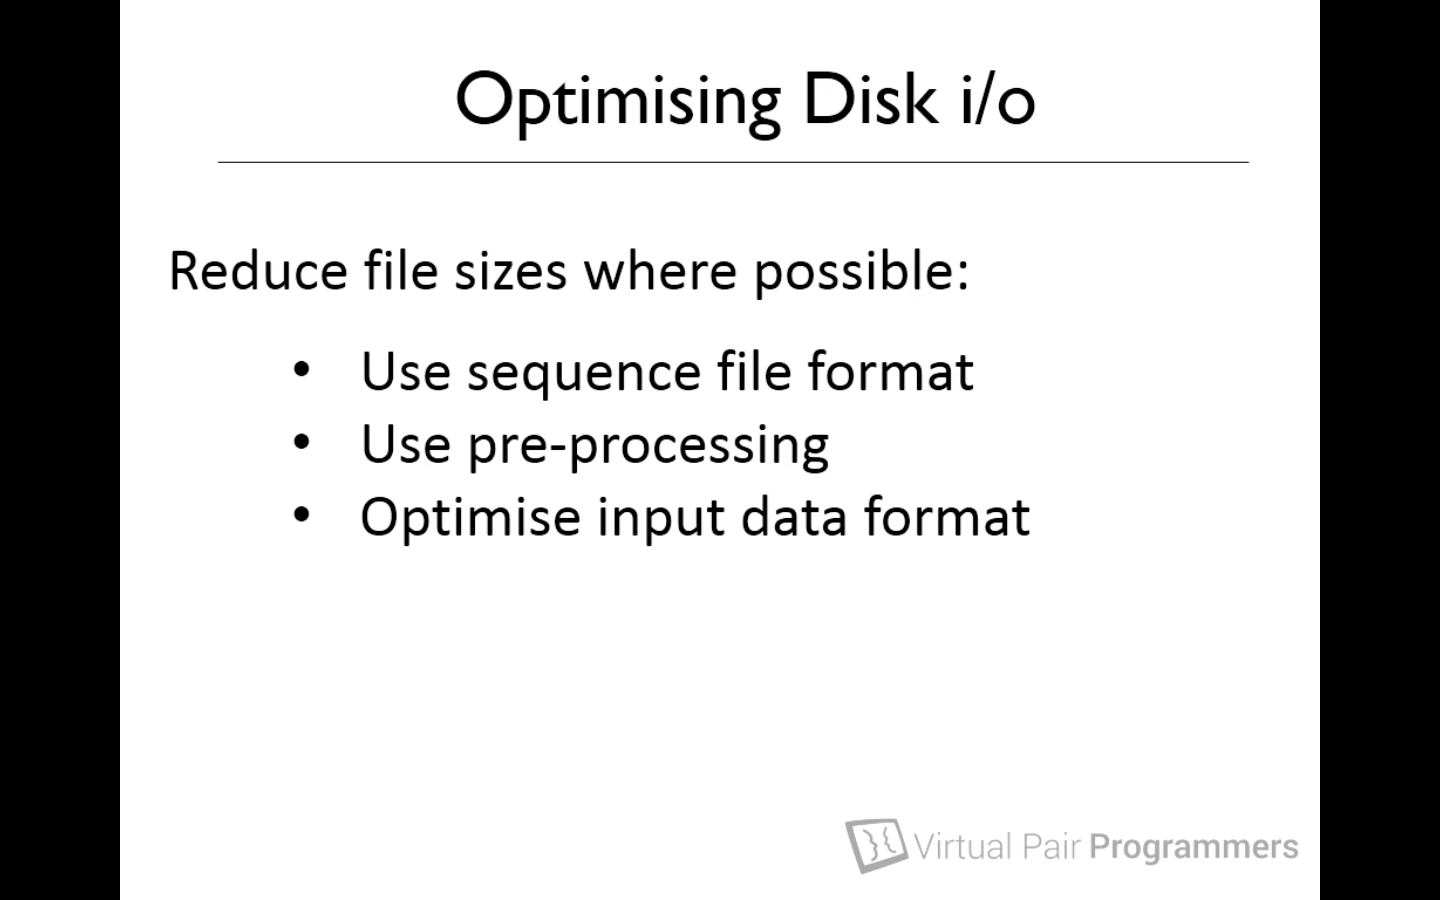 Optimising Disk i/o
Reduce file sizes where possible:
• Use sequence file format
• Use pre-processing
• Optimise input data format
Virtual Pair Programmers